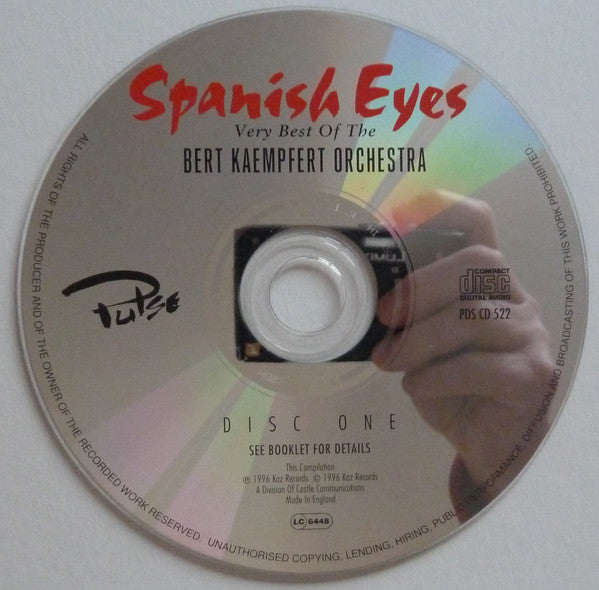 Spanish Eyes
Very Best Of The
BERT KAEMPFERT ORCHESTRA
PULSE
COMPACT
disc
DIGITAL AUDIO
PDS CD 522
DISC ONE
SEE BOOKLET FOR DETAILS
This Compilation
℗ 1996 Kaz Records © 1996 Kaz Records
A Division Of Castle Communications
Made in England
LC 6448
ALL RIGHTS OF THE PRODUCER AND OF THE OWNER OF THE RECORDED WORK RESERVED. UNAUTHORISED COPYING, LENDING, HIRING, PUBLIC PERFORMANCE, DIFFUSION AND BROADCASTING OF THIS WORK PROHIBITED